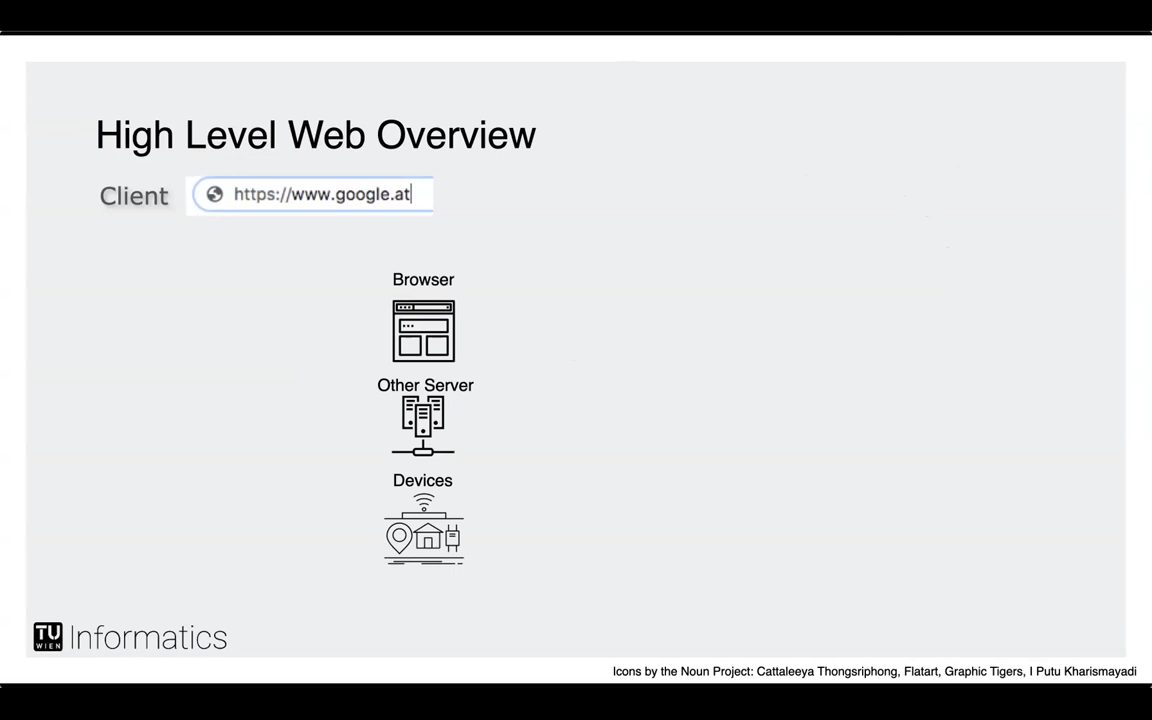 High Level Web Overview
Client https://www.google.at
Browser
Other Server
Devices
TU Informatics
WIEN
Icons by the Noun Project: Cattaleeya Thongsriphong, Flatart, Graphic Tigers, I Putu Kharismayadi